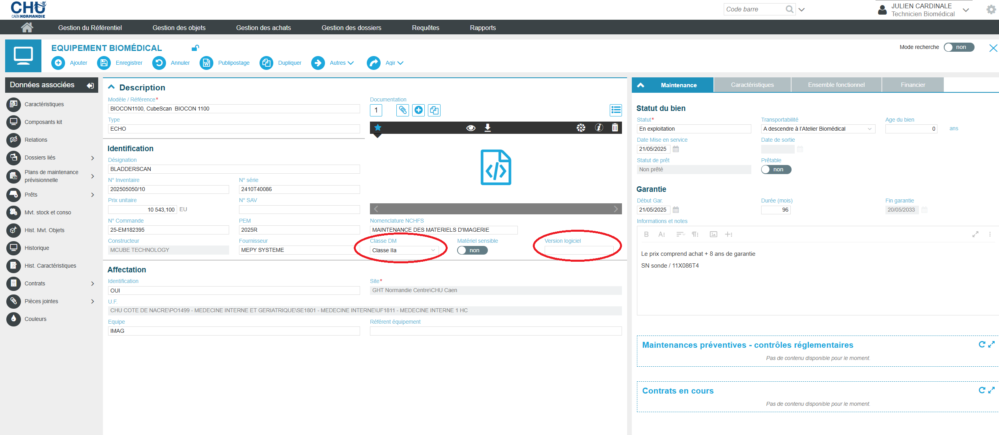 CHU
CAEN NORMANDIE
Code barre
JULIEN CARDINALE
Technicien Biomédical
Gestion du Référentiel
Gestion des objets
Gestion des achats
Gestion des dossiers
Requêtes
Rapports
EQUIPEMENT BIOMÉDICAL
Mode recherche
non
Ajouter
Enregistrer
Annuler
Publipostage
Dupliquer
Autres
Agir
Données associées
Caractéristiques
Composants kit
Relations
Dossiers liés
Plans de maintenance
prévisionnelle
Prêts
Mvt. stock et conso
Hist. Mvt. Objets
Historique
Hist. Caractéristiques
Contrats
Pièces jointes
Couleurs
Description
Modèle / Référence*
BIOCON1100, CubeScan BIOCON 1100
Type
ECHO
Documentation
1
Identification
Désignation
BLADDERSCAN
N° Inventaire
202505050/10
N° série
2410T40086
Prix unitaire
10 543,100 EU
N° SAV
N° Commande
25-EM182395
PEM
2025R
Nomenclature NCHFS
MAINTENANCE DES MATERIELS D'IMAGERIE
Constructeur
MCUBE TECHNOLOGY
Fournisseur
MEPY SYSTEME
Classe DM
Classe IIa
Matériel sensible
non
Version logiciel
Affectation
Identification
OUI
Site*
GHT Normandie Centre\CHU Caen
U.F.
CHU COTE DE NACRE\PO1499 - MEDECINE INTERNE ET GERIATRIQUE\SE1801 - MEDECINE INTERNE\UF1811 - MEDECINE INTERNE 1 HC
Equipe
IMAG
Référent équipement
Maintenance
Caractéristiques
Ensemble fonctionnel
Financier
Statut du bien
Statut*
En exploitation
Transportabilité
A descendre à l'Atelier Biomédical
Age du bien
0 ans
Date Mise en service
21/05/2025
Date de sortie
Statut de prêt
Non prêté
Prêtable
non
Garantie
Début Gar.
21/05/2025
Durée (mois)
96
Fin garantie
20/05/2033
Informations et notes
Le prix comprend achat + 8 ans de garantie
SN sonde / 11X086T4
Maintenances préventives - contrôles réglementaires
Pas de contenu disponible pour le moment.
Contrats en cours
Pas de contenu disponible pour le moment.